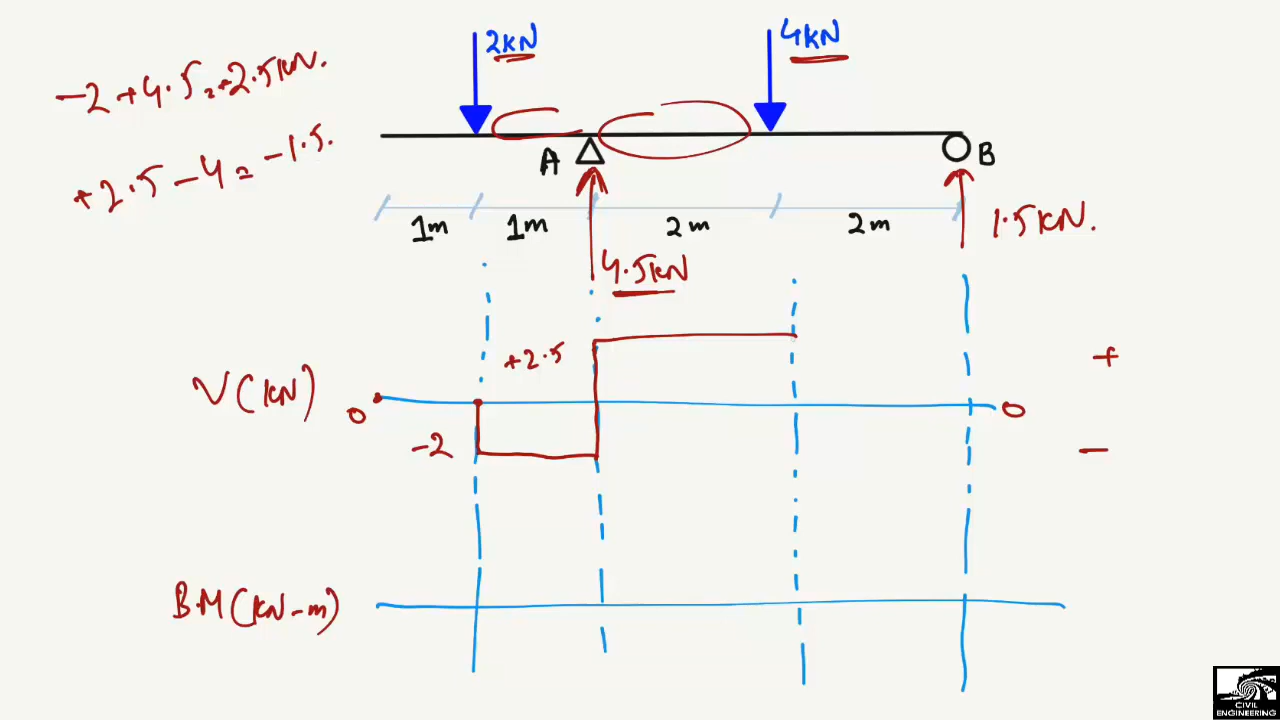 2kN
4kN
-2+4.5=+2.5kN.
+2.5-4=-1.5.
A
B
1m
1m
2m
2m
1.5kN.
4.5kN
+2.5
+
V(kN)
0
0
-2
-
B.M(kN-m)
CIVIL
ENGINEERING